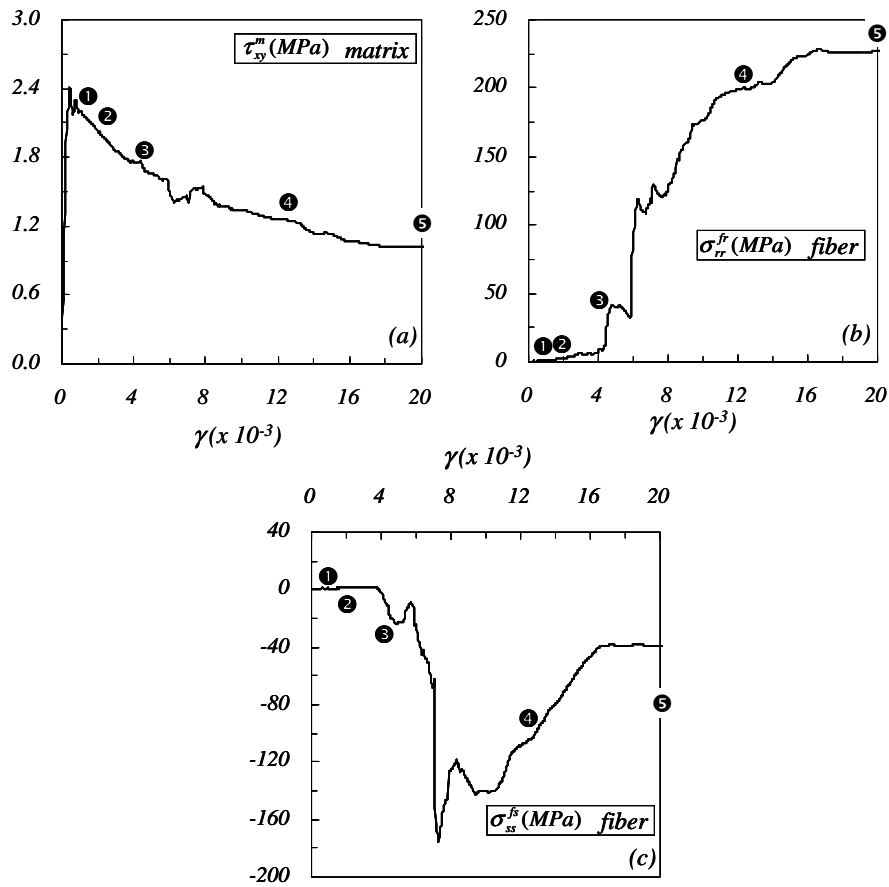 3.0
2.4
1.8
1.2
0.6
0.0
τᵐxy (MPa) matrix
❶
❷
❸
❹
❺
(a)
0 4 8 12 16 20
γ(x 10⁻³)
250
200
150
100
50
0
❺
❹
σᶠʳrr (MPa) fiber
❸
❶ ❷
(b)
0 4 8 12 16 20
γ(x 10⁻³)
γ(x 10⁻³)
0 4 8 12 16 20
40
0
-40
-80
-120
-160
-200
❶
❷
❸
❹
❺
σᶠˢss (MPa) fiber
(c)